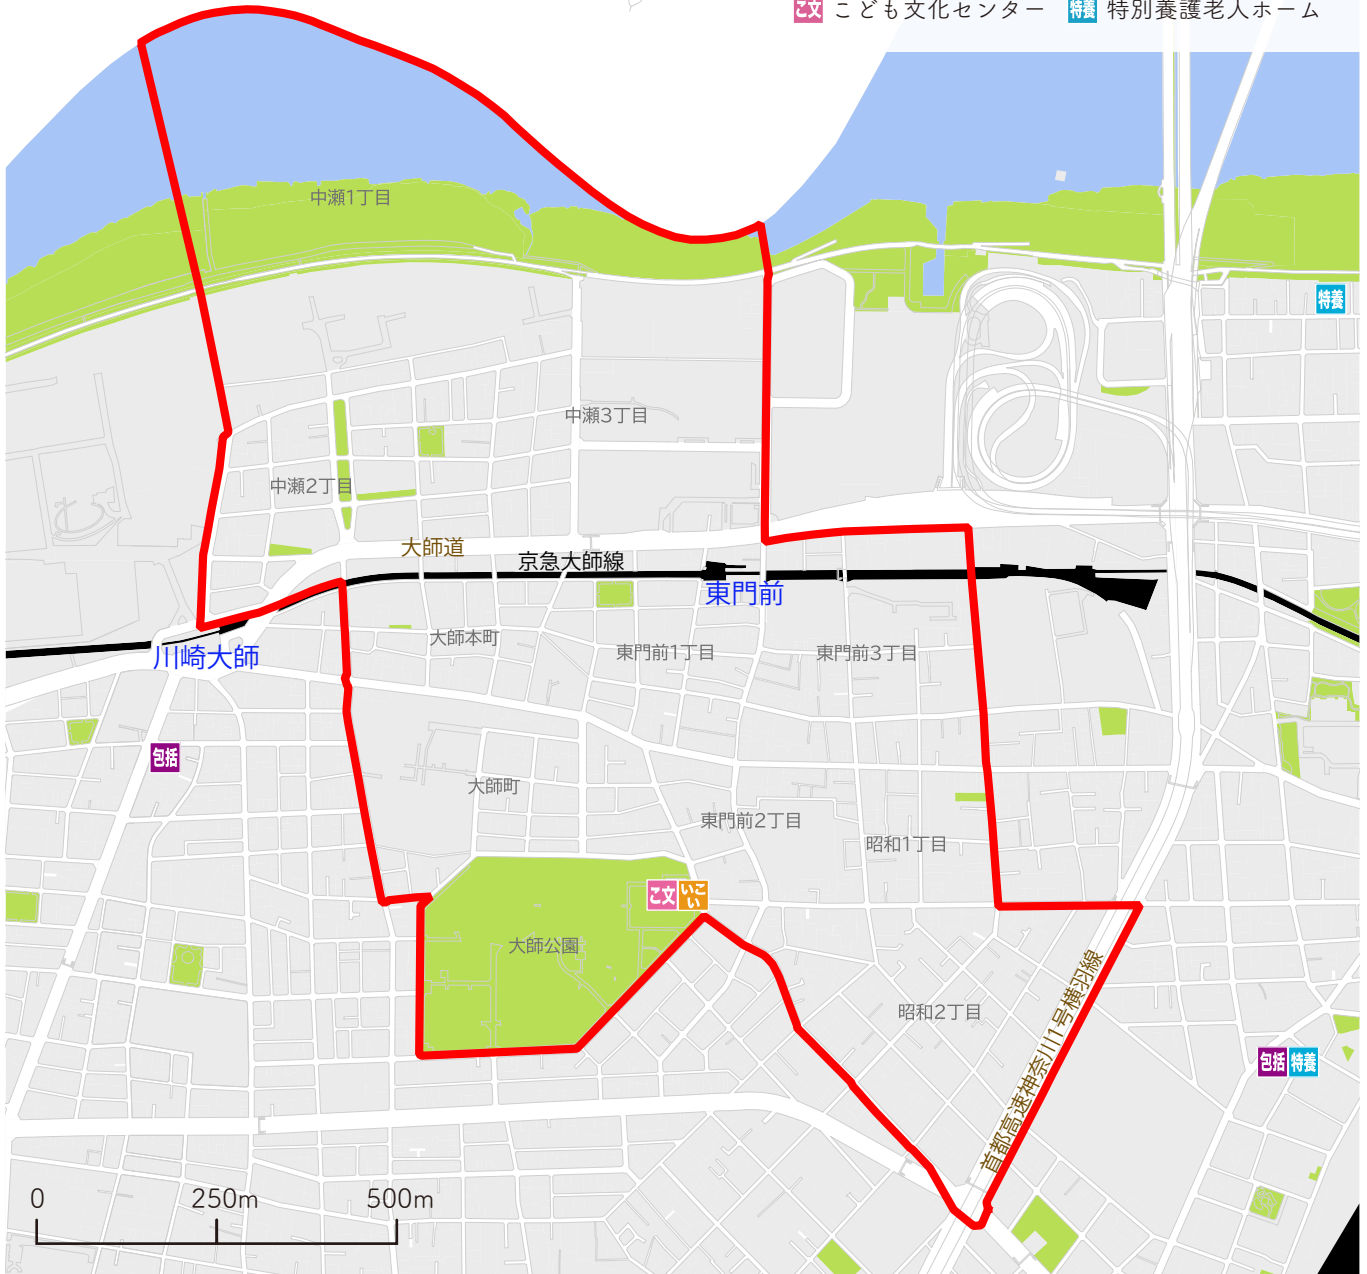 こ文 こども文化センター 特養 特別養護老人ホーム
中瀬1丁目
特養
中瀬3丁目
中瀬2丁目
大師道
京急大師線
東門前
大師本町
東門前1丁目
東門前3丁目
川崎大師
包括
大師町
東門前2丁目
昭和1丁目
こ文 いこい
大師公園
昭和2丁目
首都高速神奈川1号横羽線
包括 特養
0 250m 500m